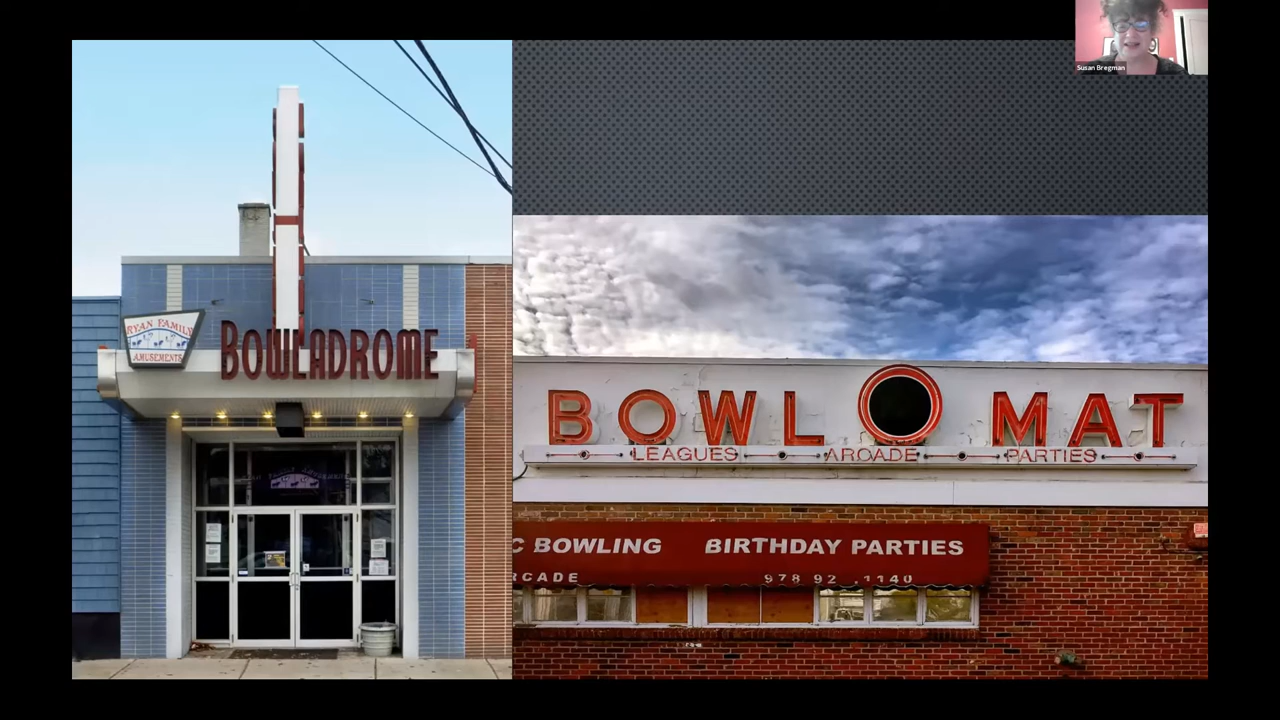 Susan Bregman
RYAN FAMILY
AMUSEMENTS
BOWLADROME
BOWL O MAT
LEAGUES ARCADE PARTIES
C BOWLING BIRTHDAY PARTIES
RCADE 978 92 .1140